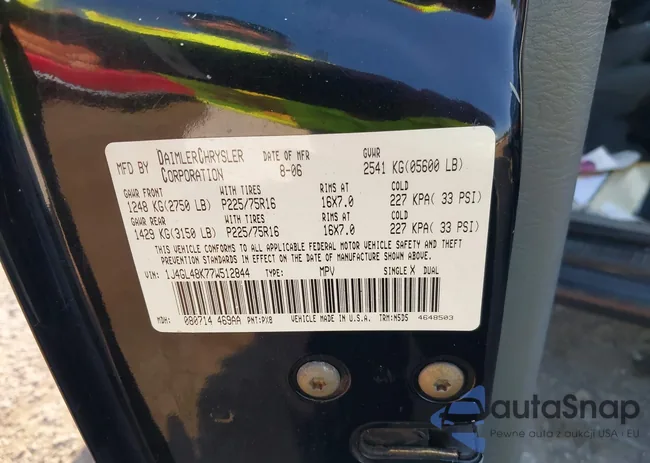 MFD BY DAIMLERCHRYSLER CORPORATION DATE OF MFR 8-06 GVWR 2541 KG(05600 LB)
GAWR FRONT WITH TIRES RIMS AT COLD
1248 KG(2750 LB) P225/75R16 16X7.0 227 KPA( 33 PSI)
GAWR REAR WITH TIRES RIMS AT COLD
1429 KG(3150 LB) P225/75R16 16X7.0 227 KPA( 33 PSI)
THIS VEHICLE CONFORMS TO ALL APPLICABLE FEDERAL MOTOR VEHICLE SAFETY AND THEFT
PREVENTION STANDARDS IN EFFECT ON THE DATE OF MANUFACTURE SHOWN ABOVE.
VIN: 1J4GL48K77W512844 TYPE: MPV SINGLE X DUAL
MDH: 080714 469AA PNT:PX8 VEHICLE MADE IN U.S.A. TRM:N5D5 4648503
autaSnap
Pewne auta z aukcji USA - EU